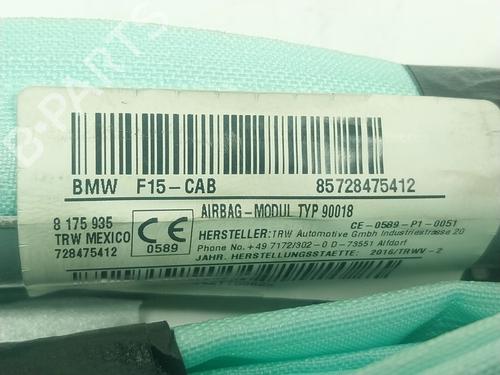 B-PARTS
BMW F15-CAB 85728475412
AIRBAG-MODUL TYP 90018
8 175 935
TRW MEXICO
728475412
CE
0589
CE-0589-P1-0051
HERSTELLER: TRW Automotive Gmbh Industriestrasse 20
Phone No. +49 7172/302-0 D-73551 Alfdorf
JAHR. HERSTELLUNGSSTAETTE: 2016/TRWV-2